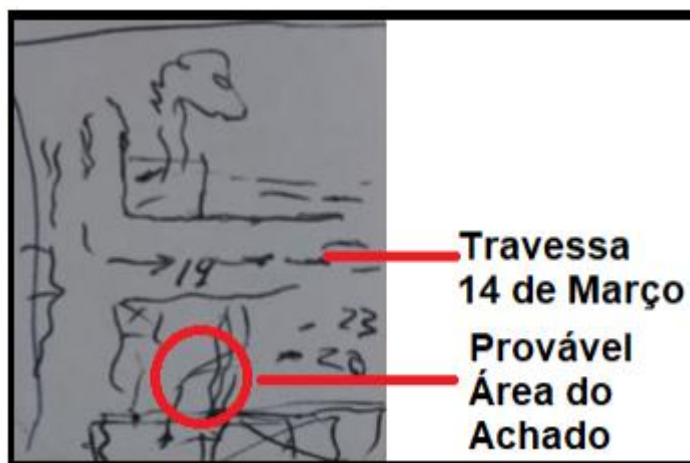 19
Travessa
14 de Março
- 23
- 20
Provável
Área do
Achado